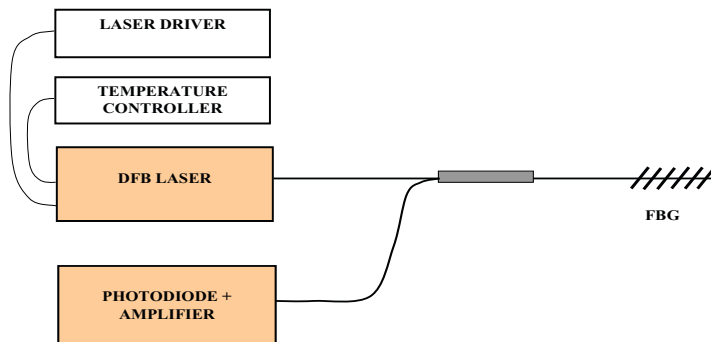 LASER DRIVER
TEMPERATURE
CONTROLLER
DFB LASER
FBG
PHOTODIODE +
AMPLIFIER